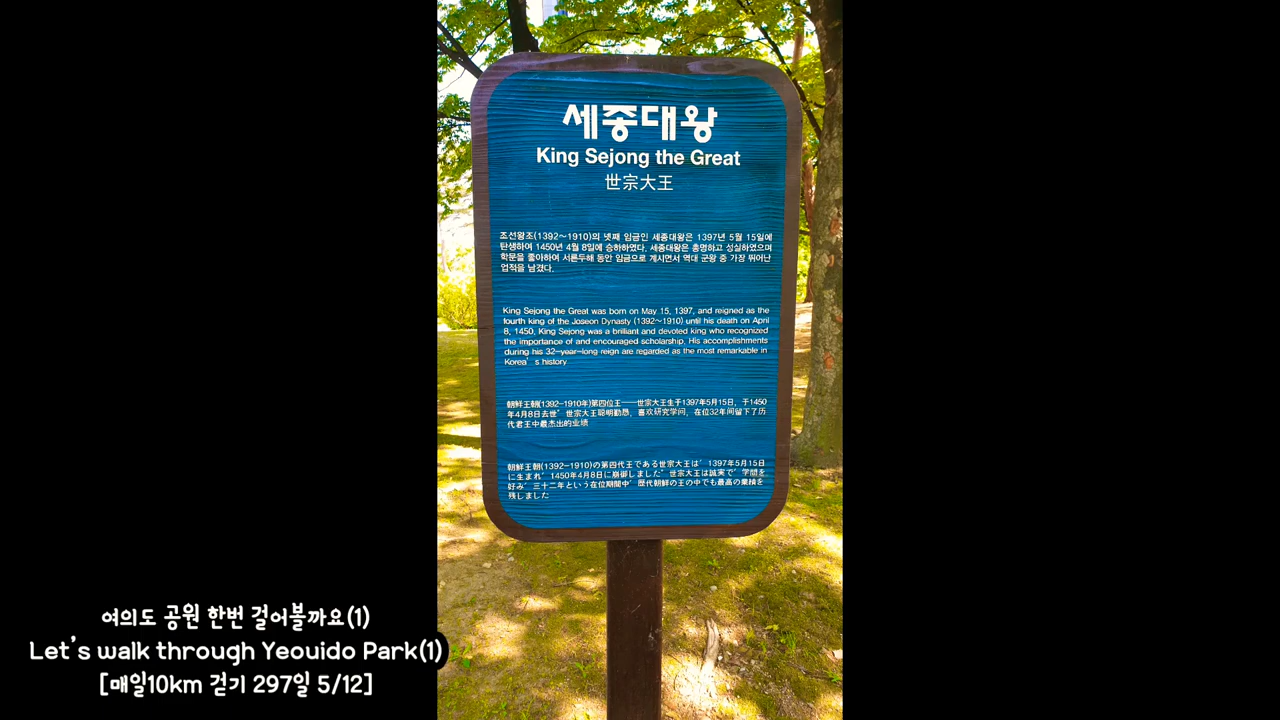 세종대왕
King Sejong the Great
世宗大王
조선왕조(1392~1910)의 넷째 임금인 세종대왕은 1397년 5월 15일에
탄생하여 1450년 4월 8일에 승하하였다. 세종대왕은 총명하고 성실하였으며
학문을 좋아하여 서른두해 동안 임금으로 계시면서 역대 군왕 중 가장 뛰어난
업적을 남겼다.
King Sejong the Great was born on May 15, 1397, and reigned as the
fourth king of the Joseon Dynasty (1392~1910) until his death on April
8, 1450. King Sejong was a brilliant and devoted king who recognized
the importance of and encouraged scholarship. His accomplishments
during his 32-year-long reign are regarded as the most remarkable in
Korea's history
朝鲜王朝(1392-1910年)第四位王──世宗大王生于1397年5月15日，于1450
年4月8日去世’世宗大王聪明勤恳，喜欢研究学问，在位32年间留下了历
代君王中最杰出的业绩
朝鮮王朝(1392-1910)の第四代王である世宗大王は’1397年5月15日
に生まれ’1450年4月8日に崩御しました”世宗大王は誠実で’学問を
好み’三十二年という在位期間中’歴代朝鮮の王の中でも最高の業積を
残しました
여의도 공원 한번 걸어볼까요(1)
Let's walk through Yeouido Park(1)
[매일10km 걷기 297일 5/12]